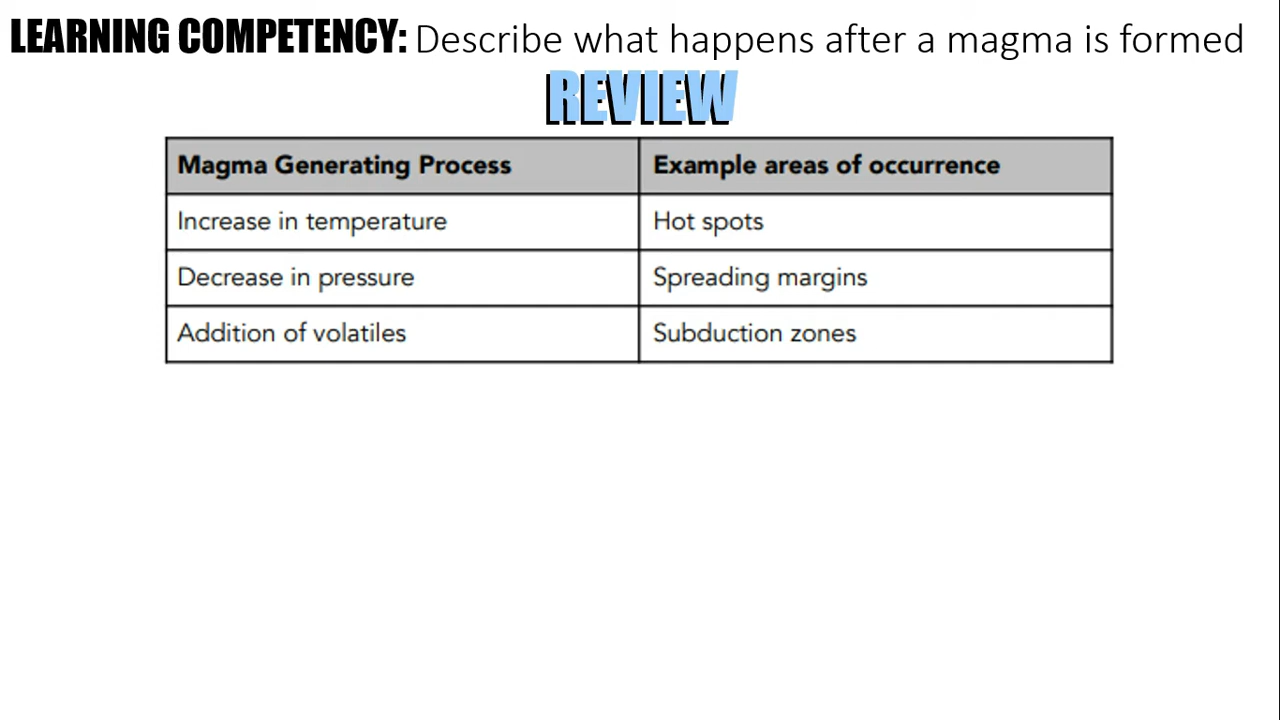 LEARNING COMPETENCY: Describe what happens after a magma is formed
REVIEW
Magma Generating Process Example areas of occurrence
Increase in temperature Hot spots
Decrease in pressure Spreading margins
Addition of volatiles Subduction zones